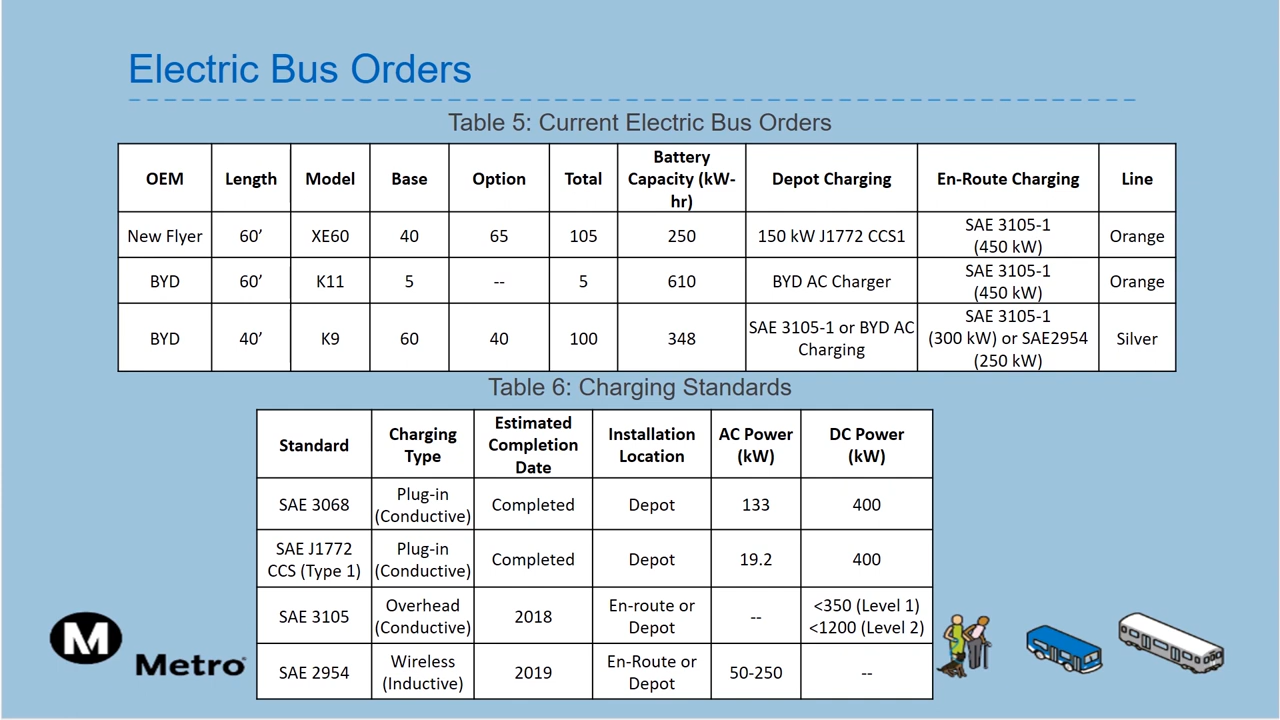 Electric Bus Orders
Table 5: Current Electric Bus Orders
OEM Length Model Base Option Total Battery Capacity (kW-hr) Depot Charging En-Route Charging Line
New Flyer 60’ XE60 40 65 105 250 150 kW J1772 CCS1 SAE 3105-1 (450 kW) Orange
BYD 60’ K11 5 -- 5 610 BYD AC Charger SAE 3105-1 (450 kW) Orange
BYD 40’ K9 60 40 100 348 SAE 3105-1 or BYD AC Charging SAE 3105-1 (300 kW) or SAE2954 (250 kW) Silver
Table 6: Charging Standards
Standard Charging Type Estimated Completion Date Installation Location AC Power (kW) DC Power (kW)
SAE 3068 Plug-in (Conductive) Completed Depot 133 400
SAE J1772 CCS (Type 1) Plug-in (Conductive) Completed Depot 19.2 400
SAE 3105 Overhead (Conductive) 2018 En-route or Depot -- <350 (Level 1) <1200 (Level 2)
SAE 2954 Wireless (Inductive) 2019 En-Route or Depot 50-250 --
M
Metro